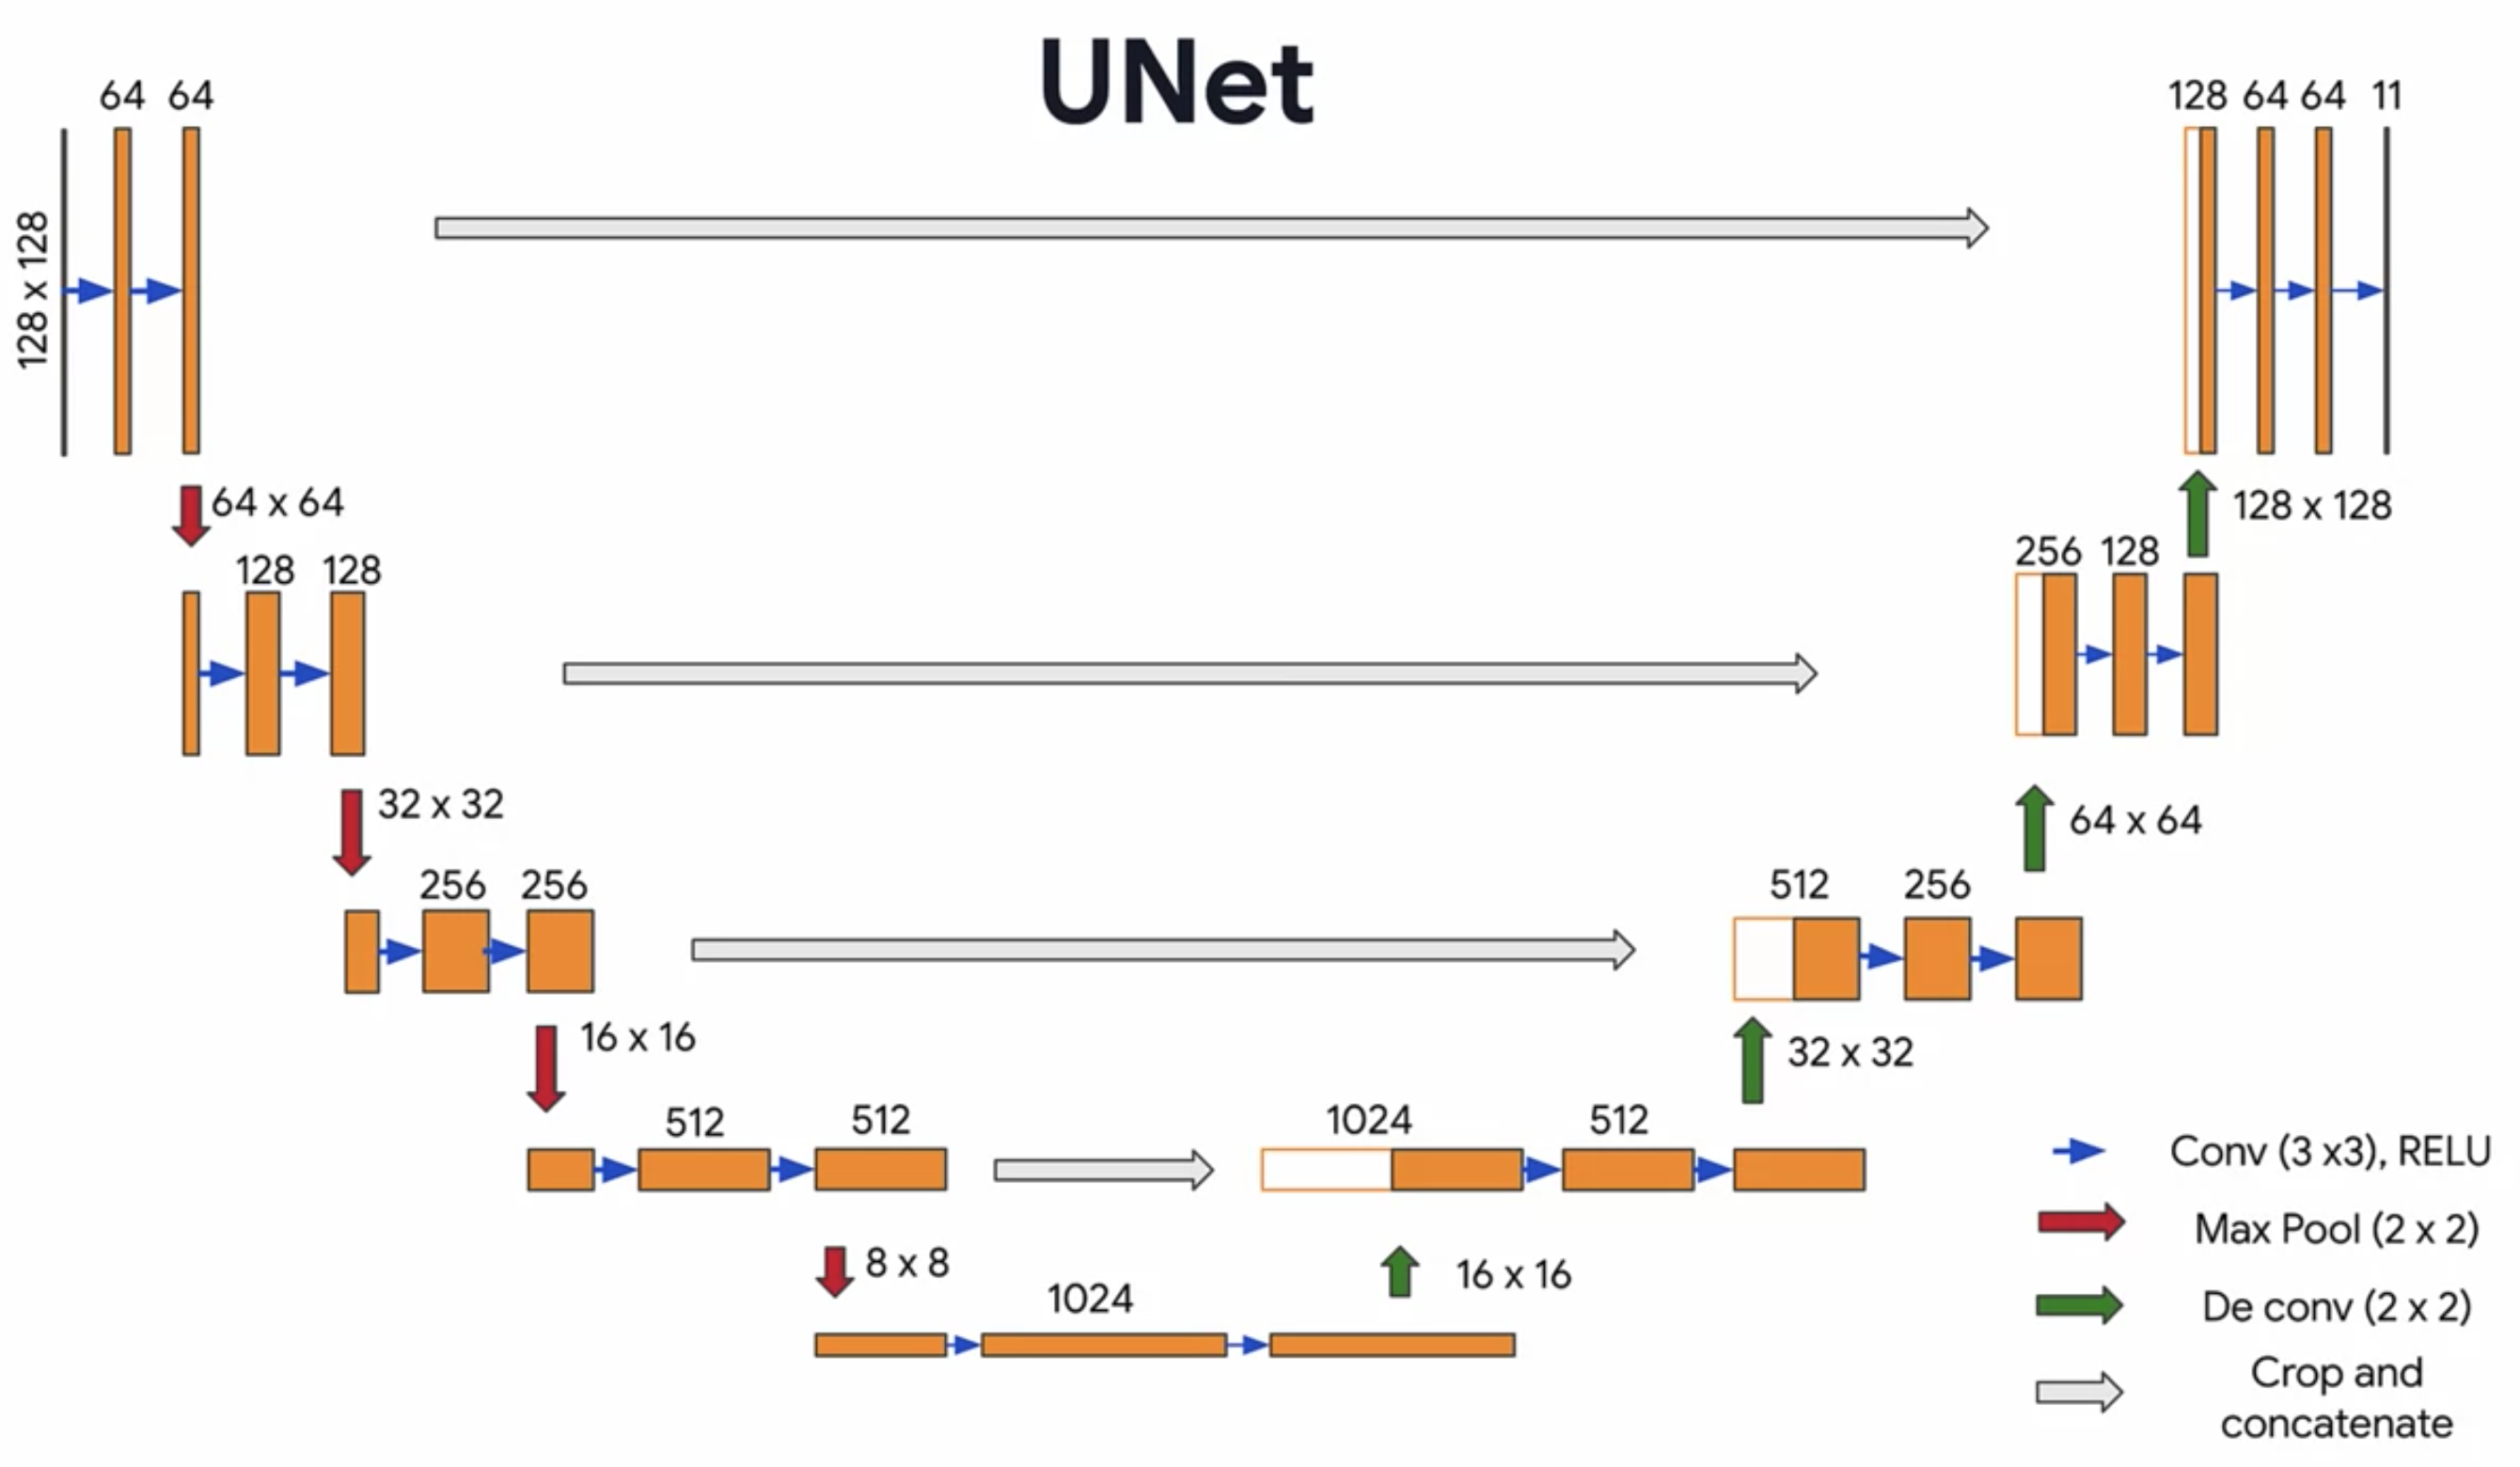 UNet
64 64
128 64 64 11
128 x 128
64 x 64
128 x 128
128 128
256 128
32 x 32
64 x 64
256 256
512 256
16 x 16
32 x 32
512 512
1024 512
8 x 8
16 x 16
1024
Conv (3 x3), RELU
Max Pool (2 x 2)
De conv (2 x 2)
Crop and
concatenate